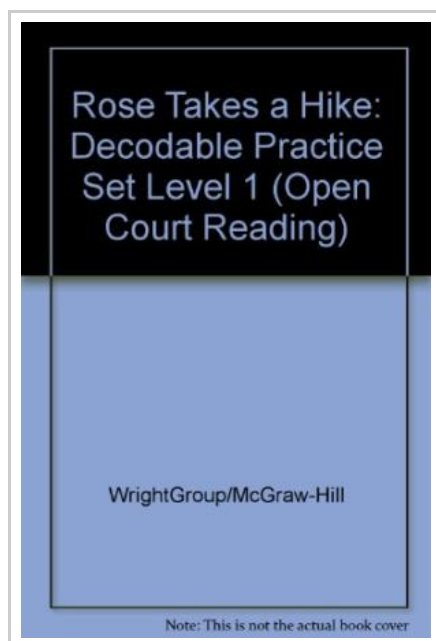 Rose Takes a Hike:
Decodable Practice
Set Level 1 (Open
Court Reading)
WrightGroup/McGraw-Hill
Note: This is not the actual book cover